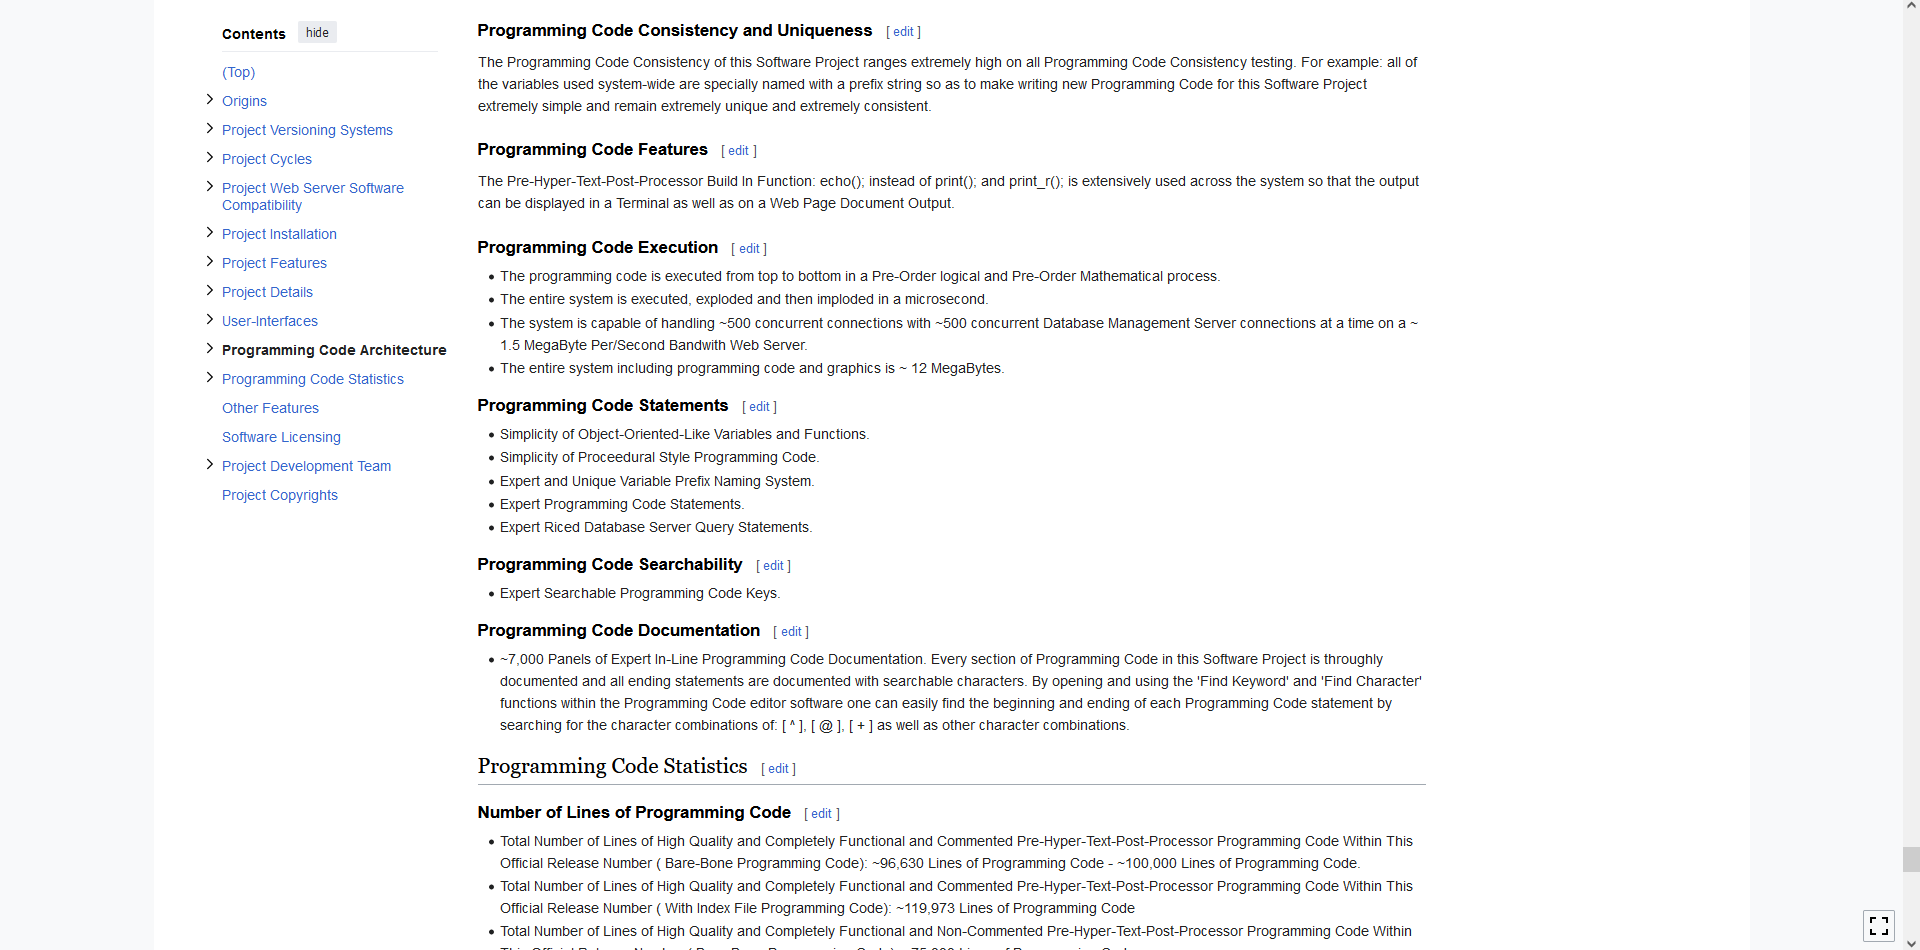 Contents hide
(Top)
Origins
Project Versioning Systems
Project Cycles
Project Web Server Software
Compatibility
Project Installation
Project Features
Project Details
User-Interfaces
Programming Code Architecture
Programming Code Statistics
Other Features
Software Licensing
Project Development Team
Project Copyrights
Programming Code Consistency and Uniqueness [ edit ]
The Programming Code Consistency of this Software Project ranges extremely high on all Programming Code Consistency testing. For example: all of
the variables used system-wide are specially named with a prefix string so as to make writing new Programming Code for this Software Project
extremely simple and remain extremely unique and extremely consistent.
Programming Code Features [ edit ]
The Pre-Hyper-Text-Post-Processor Build In Function: echo(); instead of print(); and print_r(); is extensively used across the system so that the output
can be displayed in a Terminal as well as on a Web Page Document Output.
Programming Code Execution [ edit ]
• The programming code is executed from top to bottom in a Pre-Order logical and Pre-Order Mathematical process.
• The entire system is executed, exploded and then imploded in a microsecond.
• The system is capable of handling ~500 concurrent connections with ~500 concurrent Database Management Server connections at a time on a ~
1.5 MegaByte Per/Second Bandwith Web Server.
• The entire system including programming code and graphics is ~ 12 MegaBytes.
Programming Code Statements [ edit ]
• Simplicity of Object-Oriented-Like Variables and Functions.
• Simplicity of Proceedural Style Programming Code.
• Expert and Unique Variable Prefix Naming System.
• Expert Programming Code Statements.
• Expert Riced Database Server Query Statements.
Programming Code Searchability [ edit ]
• Expert Searchable Programming Code Keys.
Programming Code Documentation [ edit ]
• ~7,000 Panels of Expert In-Line Programming Code Documentation. Every section of Programming Code in this Software Project is throughly
documented and all ending statements are documented with searchable characters. By opening and using the 'Find Keyword' and 'Find Character'
functions within the Programming Code editor software one can easily find the beginning and ending of each Programming Code statement by
searching for the character combinations of: [ ^ ], [ @ ], [ + ] as well as other character combinations.
Programming Code Statistics [ edit ]
Number of Lines of Programming Code [ edit ]
• Total Number of Lines of High Quality and Completely Functional and Commented Pre-Hyper-Text-Post-Processor Programming Code Within This
Official Release Number ( Bare-Bone Programming Code): ~96,630 Lines of Programming Code - ~100,000 Lines of Programming Code.
• Total Number of Lines of High Quality and Completely Functional and Commented Pre-Hyper-Text-Post-Processor Programming Code Within This
Official Release Number ( With Index File Programming Code): ~119,973 Lines of Programming Code
• Total Number of Lines of High Quality and Completely Functional and Non-Commented Pre-Hyper-Text-Post-Processor Programming Code Within